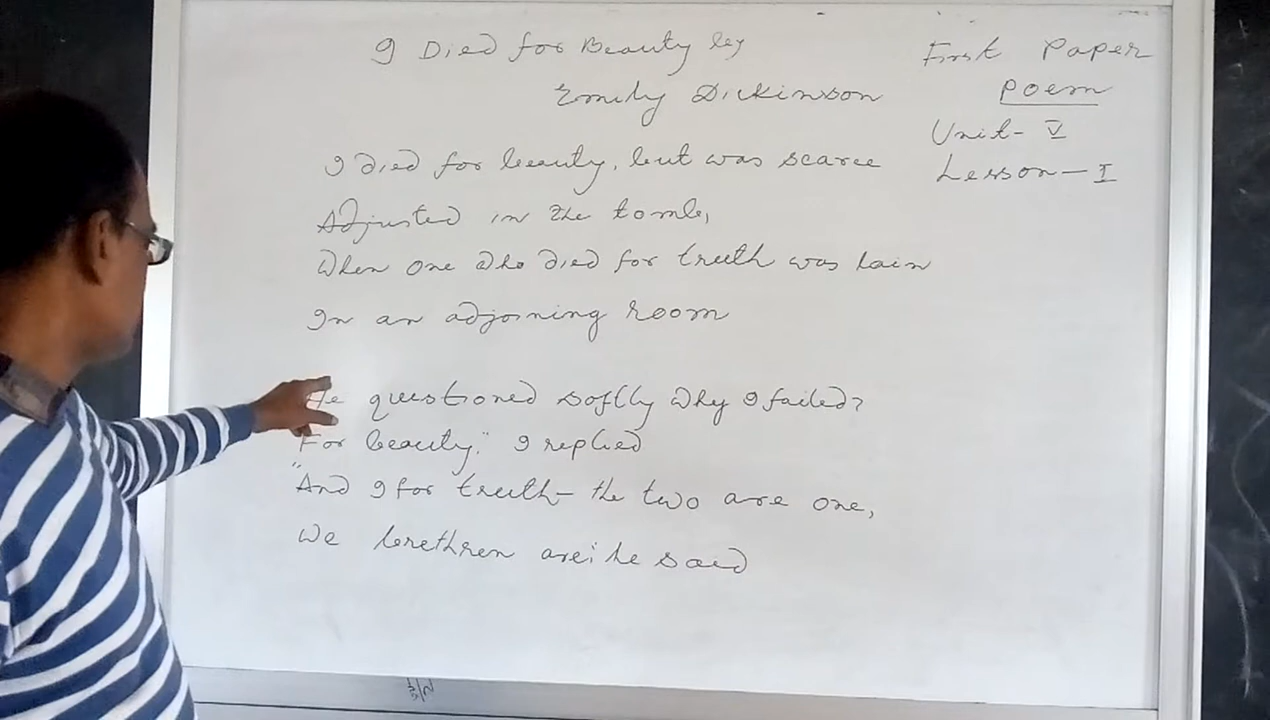 I Died for Beauty by
Emily Dickinson
First Paper
Poem
Unit- V
Lesson-I
I died for beauty, but was scarce
Adjusted in the tomb,
When one who died for truth was lain
In an adjoining room
He questioned softly why I failed?
For beauty," I replied
"And I for truth- the two are one,
We brethren are", he said